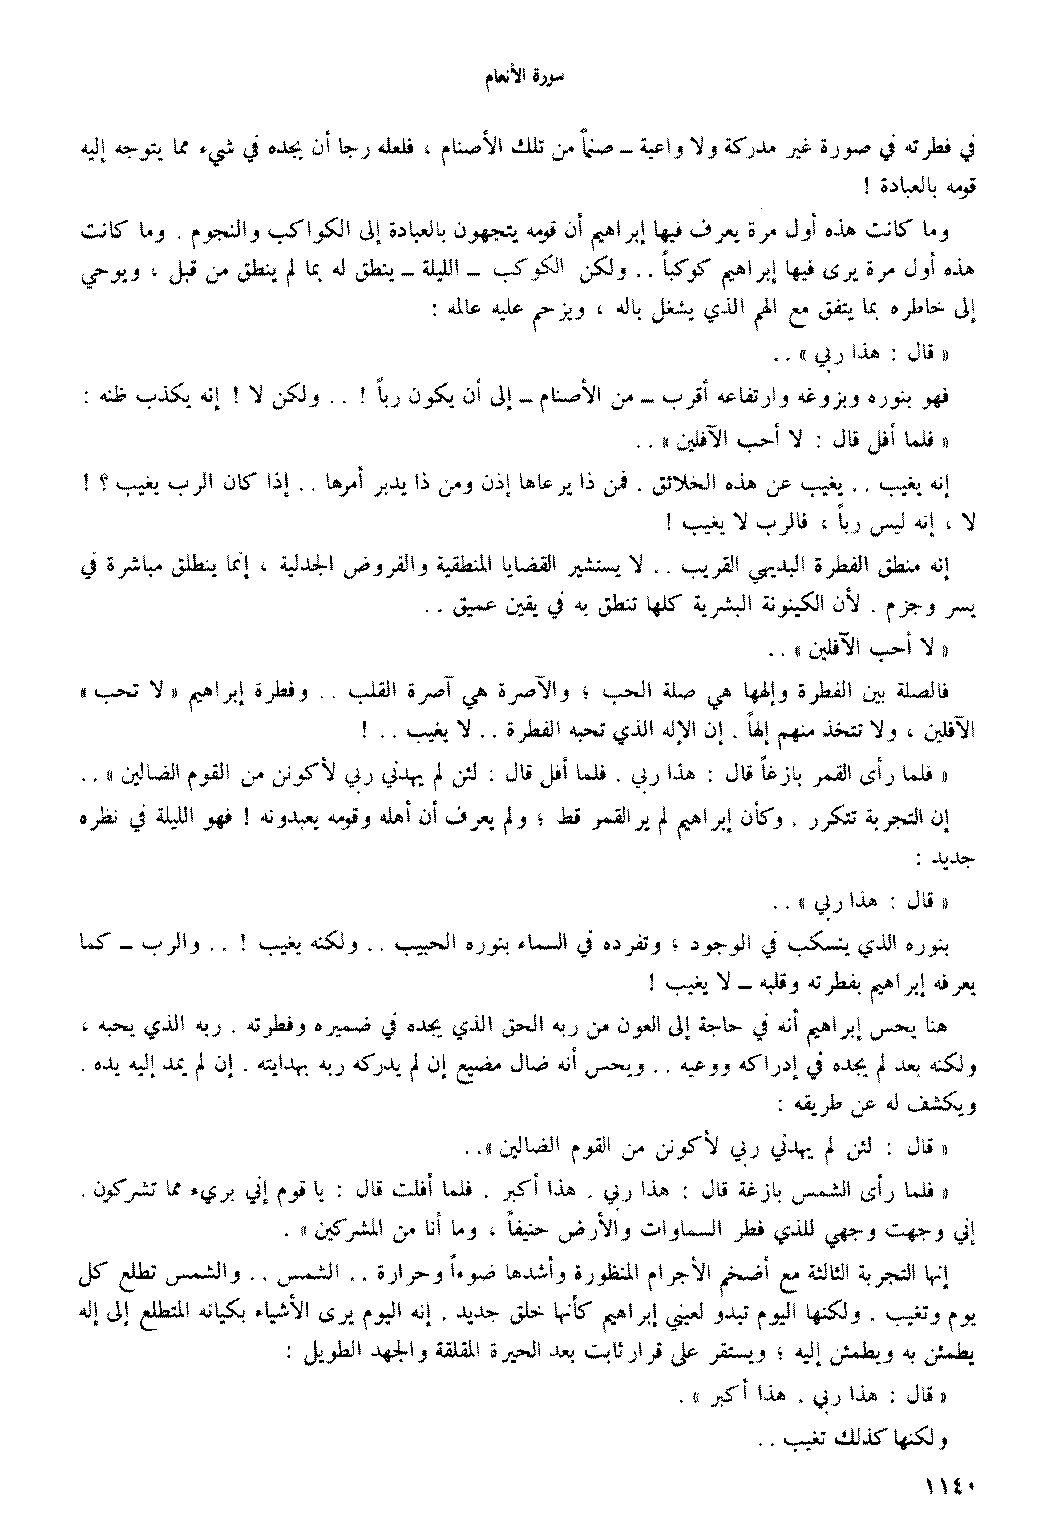 سورة الأنعام
في فطرته في صورة غير مدركة ولا واعية – صنماً من تلك الأصنام ، فلعله رجا أن يجده في شيء مما يتوجه إليه
قومه بالعبادة !
وما كانت هذه أول مرة يعرف فيها إبراهيم أن قومه يتجهون بالعبادة إلى الكواكب والنجوم . وما كانت
هذه أول مرة يرى فيها إبراهيم كوكباً .. ولكن الكوكب – الليلة – ينطق له بما لم ينطق من قبل ، ويوحي
إلى خاطره بما يتفق مع الهم الذي يشغل باله ، ويزحم عليه عالمه :
« قال : هذا ربي » ..
فهو بنوره وبزوغه وارتفاعه أقرب – من الأصنام – إلى أن يكون رباً ! .. ولكن لا ! إنه يكذب ظنه :
« فلما أفل قال : لا أحب الآفلين » ..
إنه يغيب .. يغيب عن هذه الخلائق . فمن ذا يرعاها إذن ومن ذا يدبر أمرها .. إذا كان الرب يغيب ؟ !
لا ، إنه ليس رباً ، فالرب لا يغيب !
إنه منطق الفطرة البديهي القريب .. لا يستشير القضايا المنطقية والفروض الجدلية ، إنما ينطلق مباشرة في
يسر وجزم . لأن الكينونة البشرية كلها تنطق به في يقين عميق ..
« لا أحب الآفلين » ..
فالصلة بين الفطرة وإلهها هي صلة الحب ؛ والآصرة هي آصرة القلب .. وفطرة إبراهيم « لا تحب »
الآفلين ، ولا تتخذ منهم إلهاً . إن الإله الذي تحبه الفطرة .. لا يغيب .. !
« فلما رأى القمر بازغاً قال : هذا ربي . فلما أفل قال : لئن لم يهدني ربي لأكونن من القوم الضالين » ..
إن التجربة تتكرر . وكأن إبراهيم لم ير القمر قط ؛ ولم يعرف أن أهله وقومه يعبدونه ! فهو الليلة في نظره
جديد :
« قال : هذا ربي » ..
بنوره الذي ينسكب في الوجود ؛ وتفرده في السماء بنوره الحبيب .. ولكنه يغيب ! .. والرب – كما
يعرفه إبراهيم بفطرته وقلبه – لا يغيب !
هنا يحس إبراهيم أنه في حاجة إلى العون من ربه الحق الذي يجده في ضميره وفطرته . ربه الذي يحبه ،
ولكنه بعد لم يجده في إدراكه ووعيه .. ويحس أنه ضال مضيع إن لم يدركه ربه بهدايته . إن لم يمد إليه يده .
ويكشف له عن طريقه :
« قال : لئن لم يهدني ربي لأكونن من القوم الضالين »..
« فلما رأى الشمس بازغة قال : هذا ربي . هذا أكبر . فلما أفلت قال : يا قوم إني بريء مما تشركون .
إني وجهت وجهي للذي فطر السماوات والأرض حنيفاً ، وما أنا من المشركين » .
إنها التجربة الثالثة مع أضخم الأجرام المنظورة وأشدها ضوءاً وحرارة .. الشمس .. والشمس تطلع كل
يوم وتغيب . ولكنها اليوم تبدو لعيني إبراهيم كأنها خلق جديد . إنه اليوم يرى الأشياء بكيانه المتطلع إلى إله
يطمئن به ويطمئن إليه ؛ ويستقر على قرار ثابت بعد الحيرة المقلقة والجهد الطويل :
« قال : هذا ربي . هذا أكبر » .
ولكنها كذلك تغيب ..
١١٤٠